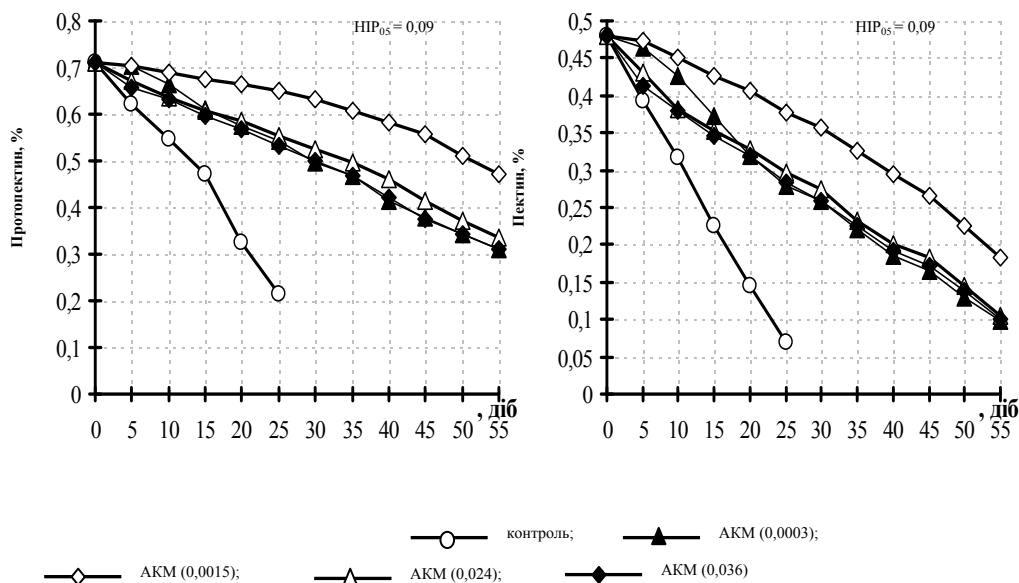 НІР05 = 0,09
Протопектин, %
0,8
0,7
0,6
0,5
0,4
0,3
0,2
0,1
0
0 5 10 15 20 25 30 35 40 45 50 55
, діб
НІР05 = 0,09
Пектин, %
0,5
0,45
0,4
0,35
0,3
0,25
0,2
0,15
0,1
0,05
0
0 5 10 15 20 25 30 35 40 45 50 55
, діб
контроль; АКМ (0,0003);
АКМ (0,0015); АКМ (0,024); АКМ (0,036)